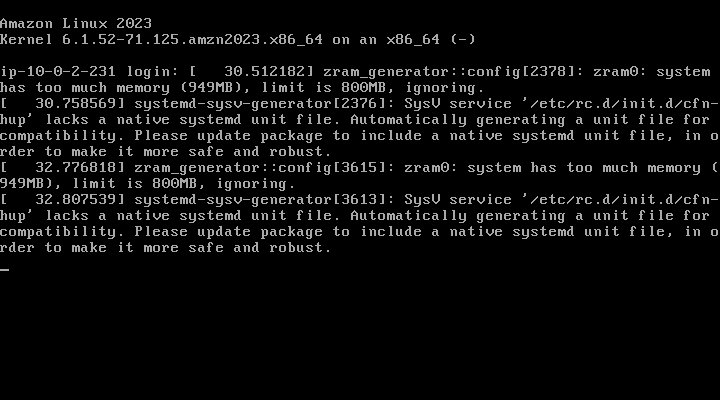 Amazon Linux 2023
Kernel 6.1.52-71.125.amzn2023.x86_64 on an x86_64 (-)
ip-10-0-2-231 login: [   30.512182] zram_generator::config[2378]: zram0: system
has too much memory (949MB), limit is 800MB, ignoring.
[   30.758569] systemd-sysv-generator[2376]: SysV service '/etc/rc.d/init.d/cfn-
hup' lacks a native systemd unit file. Automatically generating a unit file for
compatibility. Please update package to include a native systemd unit file, in o
rder to make it more safe and robust.
[   32.776818] zram_generator::config[3615]: zram0: system has too much memory (
949MB), limit is 800MB, ignoring.
[   32.807539] systemd-sysv-generator[3613]: SysV service '/etc/rc.d/init.d/cfn-
hup' lacks a native systemd unit file. Automatically generating a unit file for
compatibility. Please update package to include a native systemd unit file, in o
rder to make it more safe and robust.